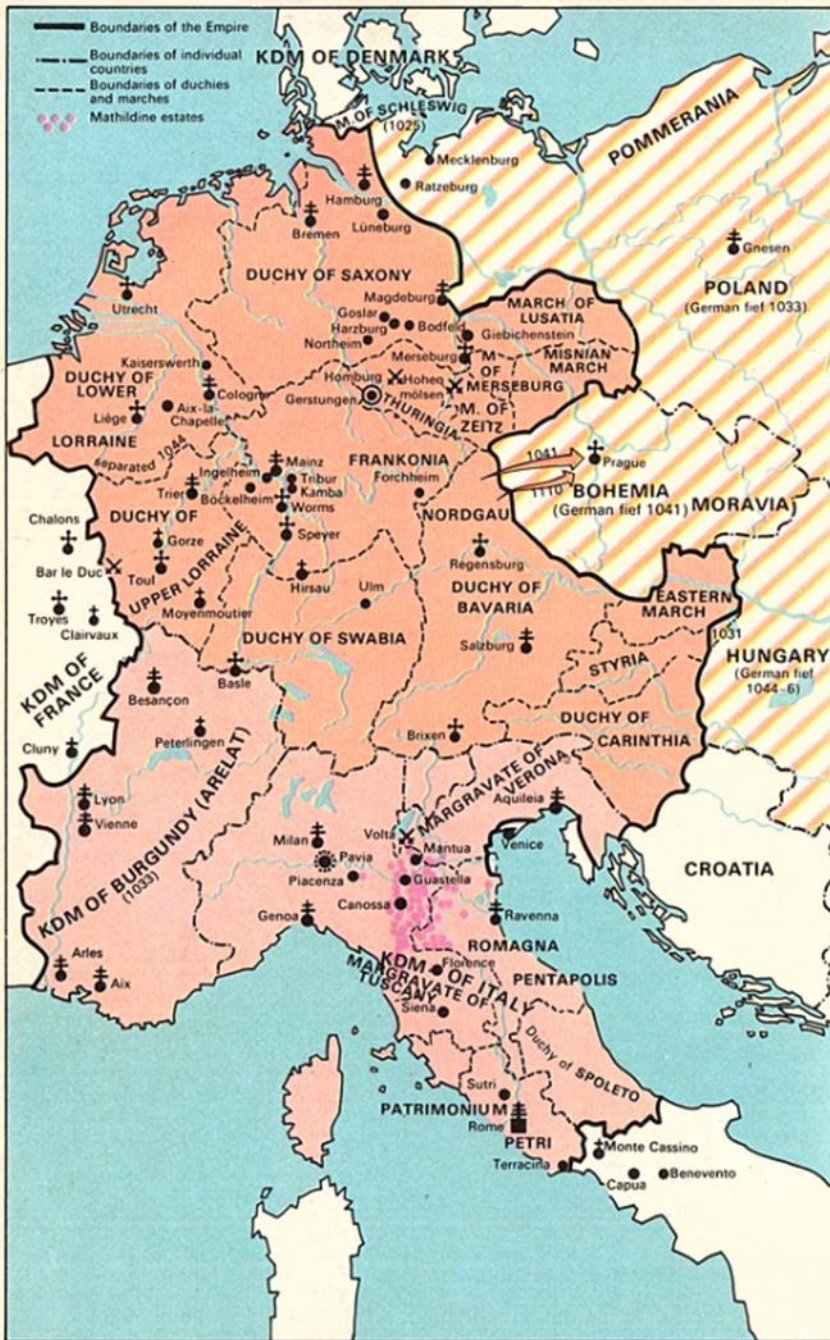 Boundaries of the Empire
Boundaries of individual
countries
Boundaries of duchies
and marches
Mathildine estates
KDM OF DENMARK
M. OF SCHLESWIG
(1025)
POMMERANIA
Mecklenburg
Ratzeburg
Hamburg
Lüneburg
Bremen
Gnesen
POLAND
(German fief 1033)
DUCHY OF SAXONY
Utrecht
Magdeburg
MARCH OF
LUSATIA
Goslar
Harzburg
Bodfeld
Northeim
Giebichenstein
Merseburg
MISNIAN
MARCH
M
OF
MERSEBURG
Kaiserswerth
DUCHY OF
LOWER
LORRAINE
Cologne
Liège
Aix-la
Chapelle
separated 1044
Homburg
Hohen
mölsen
Gerstungen
THURINGIA
M. OF
ZEITZ
Mainz
Ingelheim
Tribur
Kamba
Böckelheim
Worms
Trier
FRANKONIA
Forchheim
1041
1110
Prague
BOHEMIA
(German fief 1041)
MORAVIA
NORDGAU
Chalons
DUCHY OF
UPPER LORRAINE
Gorze
Speyer
Bar le Duc
Toul
Regensburg
Troyes
Clairvaux
Moyenmoutier
Hirsau
Ulm
DUCHY OF
BAVARIA
EASTERN
MARCH
1031
DUCHY OF SWABIA
Salzburg
HUNGARY
(German fief
1044-6)
STYRIA
KDM OF
FRANCE
Besançon
Basle
DUCHY OF
CARINTHIA
Peterlingen
Brixen
Cluny
KDM OF BURGUNDY (ARELAT)
(1033)
MARGRAVATE OF
VERONA
Aquileia
Lyon
Vienne
Milan
Volta
Venice
Pavia
Mantua
Piacenza
Guastella
CROATIA
Canossa
Genoa
Ravenna
ROMAGNA
Arles
Aix
KDM OF ITALY
Florence
MARGRAVATE OF
TUSCANY
PENTAPOLIS
Siena
Duchy of SPOLETO
Sutri
PATRIMONIUM
Rome
PETRI
Terracina
Monte Cassino
Capua
Benevento